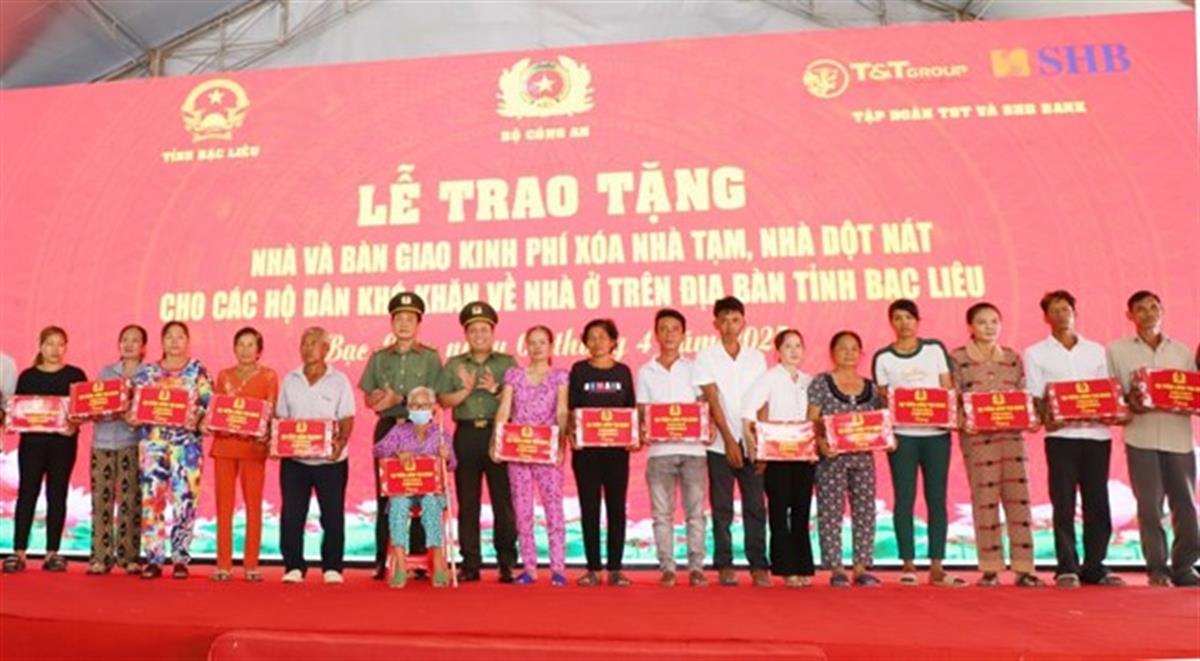 TỈNH BẠC LIÊU
BỘ CÔNG AN
T&TGROUP
SHB
TẬP ĐOÀN T&T VÀ SHB BANK
LỄ TRAO TẶNG
NHÀ VÀ BÀN GIAO KINH PHÍ XÓA NHÀ TẠM, NHÀ DỘT NÁT
CHO CÁC HỘ DÂN KHÓ KHĂN VỀ NHÀ Ở TRÊN ĐỊA BÀN TỈNH BẠC LIÊU
Bạc